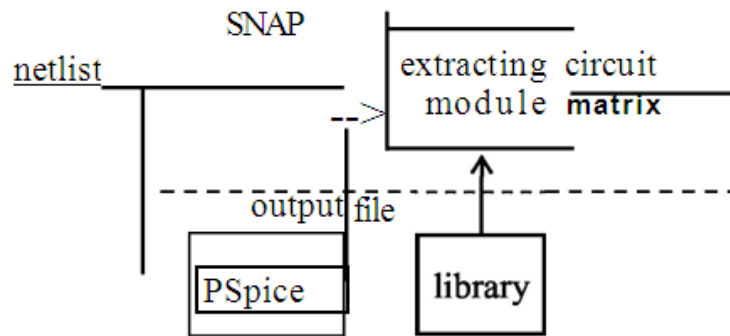 SNAP
netlist
extracting circuit
module matrix
-->
output file
PSpice
library